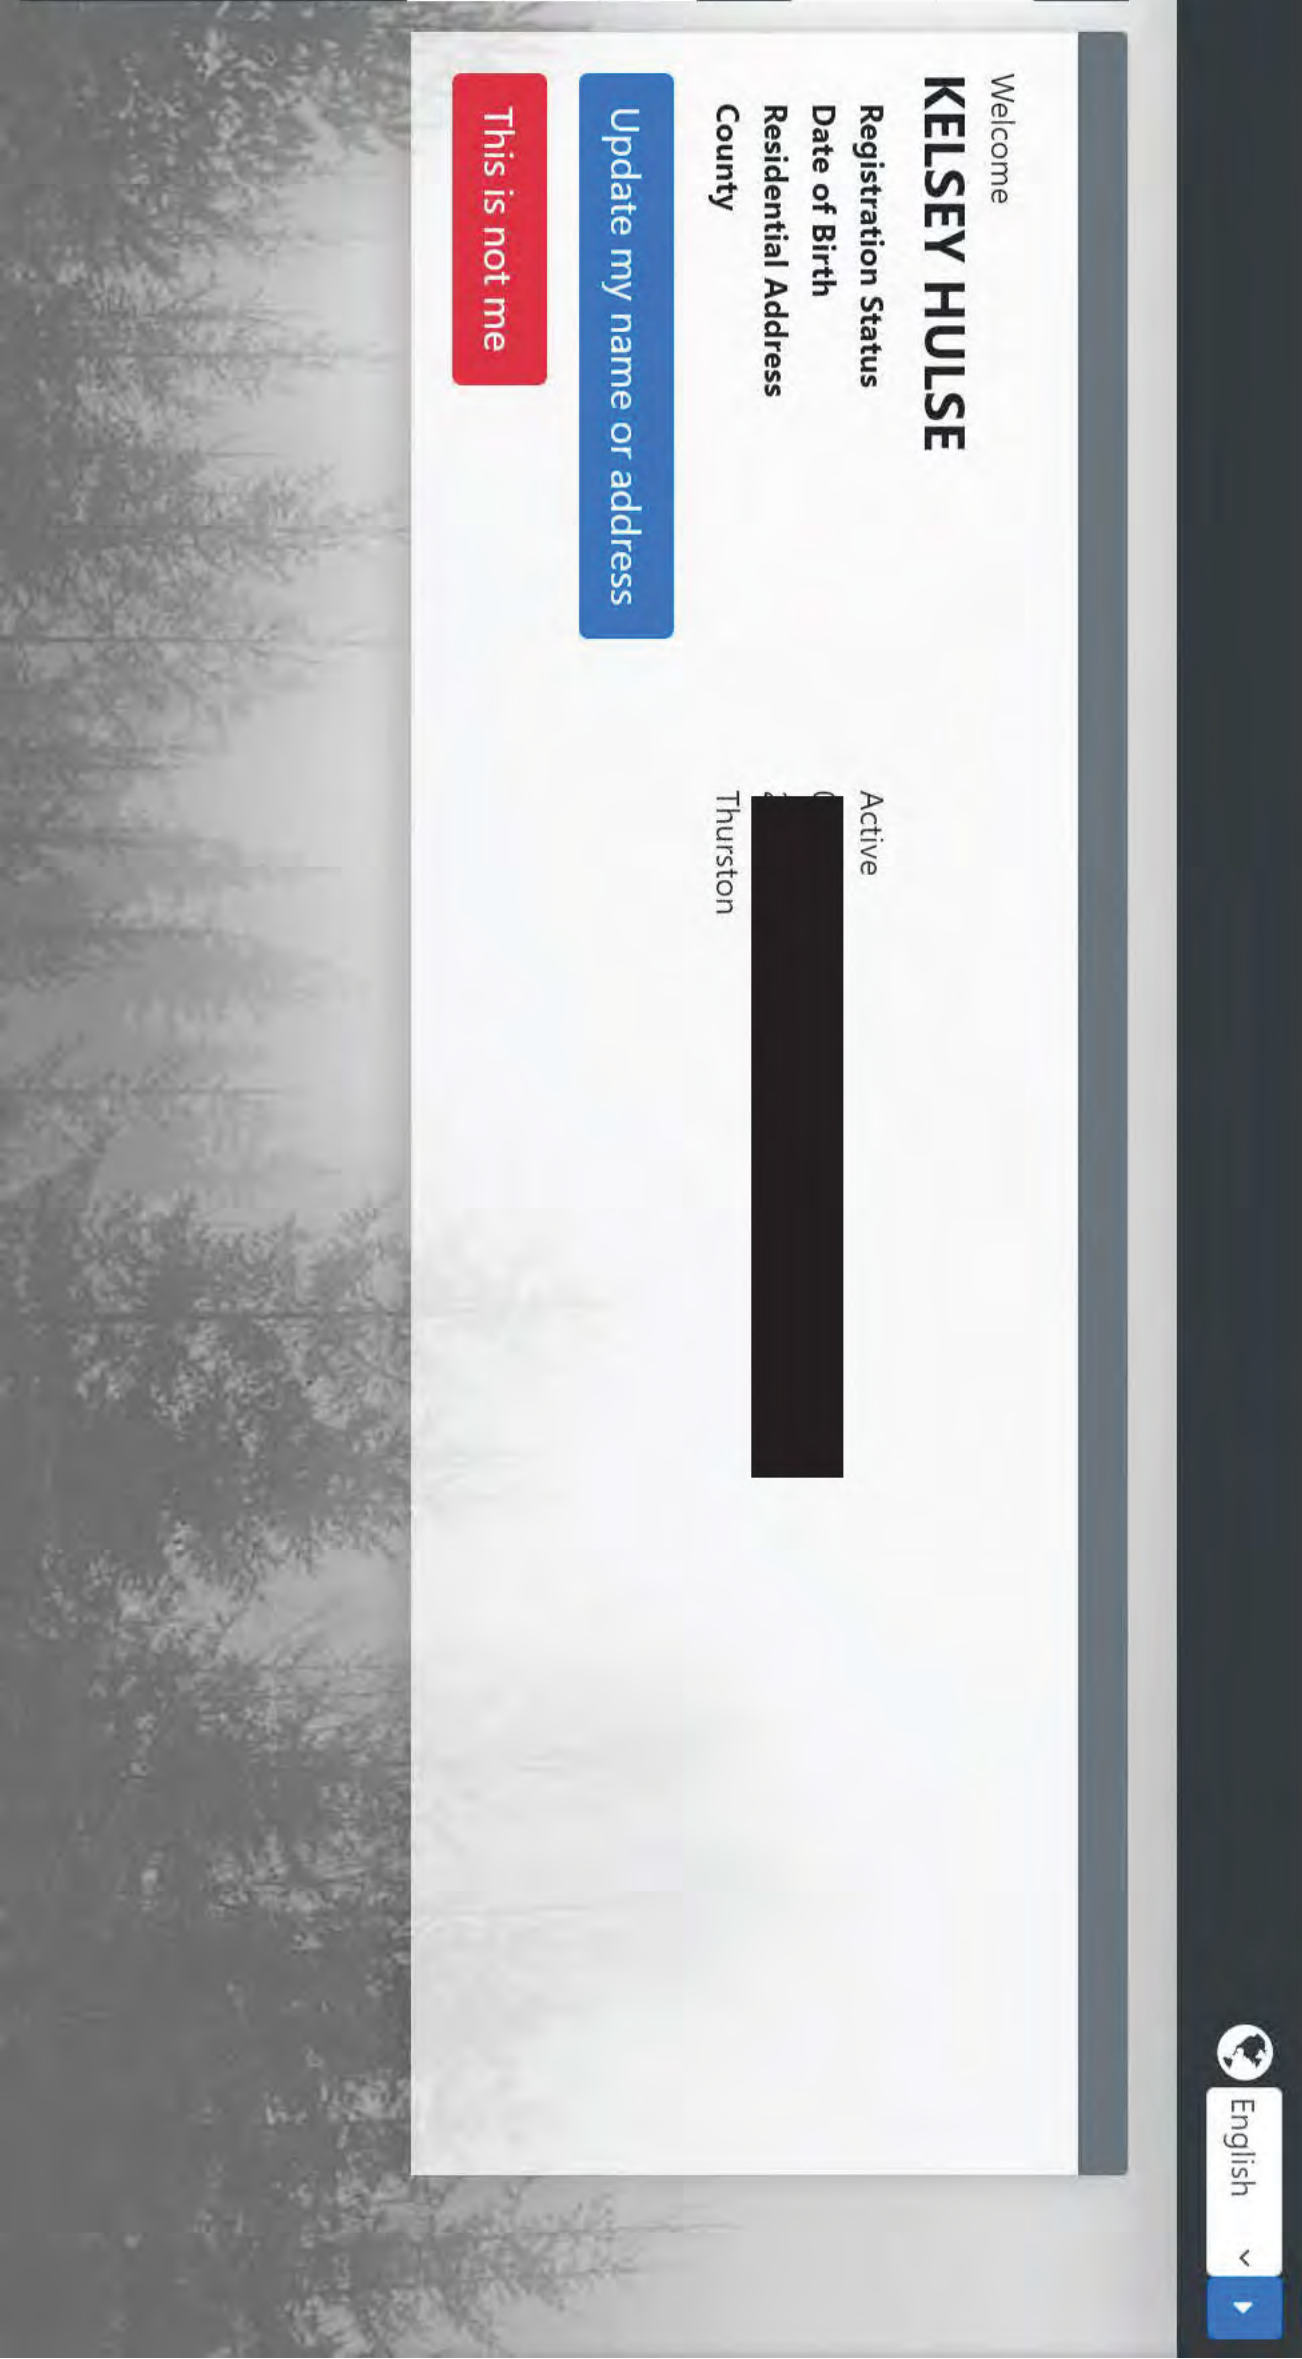 English
Welcome
KELSEY HULSE
Registration Status Active
Date of Birth
Residential Address
County Thurston
Update my name or address
This is not me